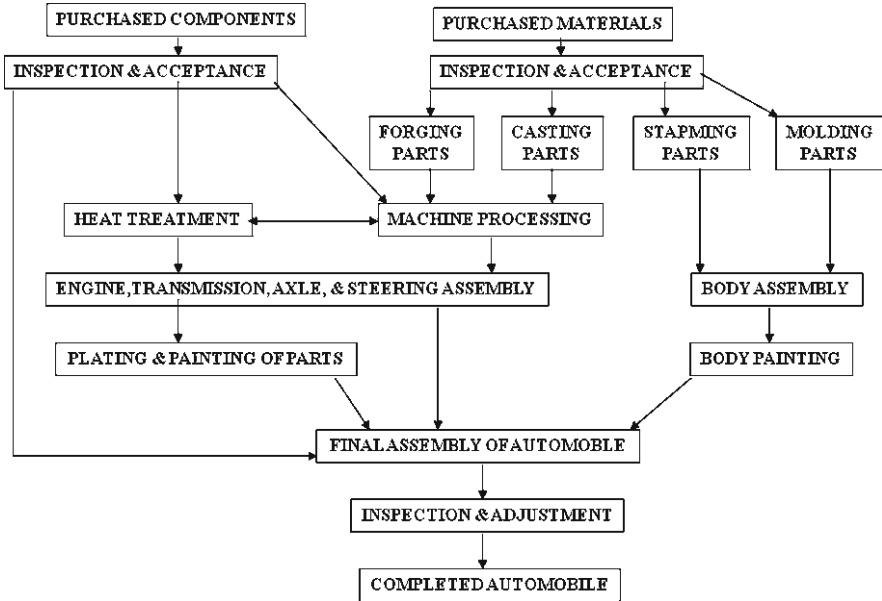 PURCHASED COMPONENTS
PURCHASED MATERIALS
INSPECTION & ACCEPTANCE
INSPECTION & ACCEPTANCE
FORGING
PARTS
CASTING
PARTS
STAPMING
PARTS
MOLDING
PARTS
HEAT TREATMENT
MACHINE PROCESSING
ENGINE, TRANSMISSION, AXLE, & STEERING ASSEMBLY
BODY ASSEMBLY
PLATING & PAINTING OF PARTS
BODY PAINTING
FINAL ASSEMBLY OF AUTOMOBLE
INSPECTION & ADJUSTMENT
COMPLETED AUTOMOBILE